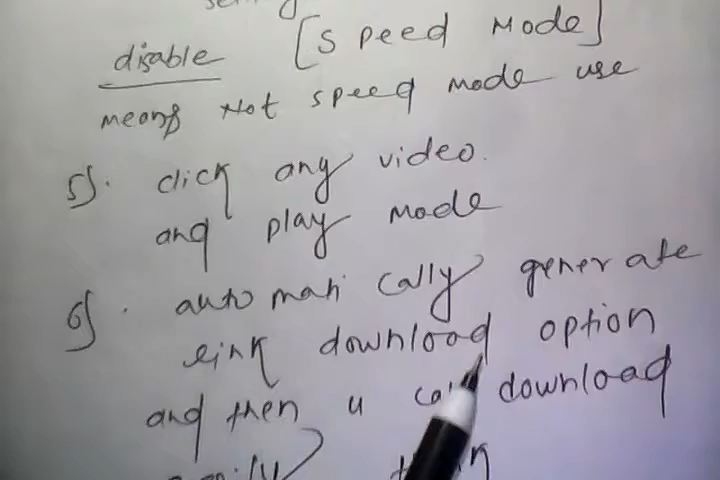 disable [speed Mode]
means Not speed mode use
5). click any video.
and play mode
6). automatically generate
link download option
and then u can download